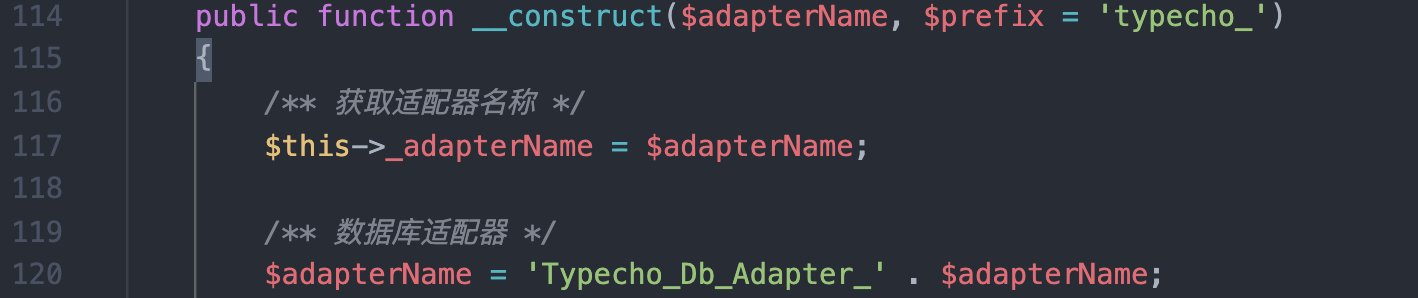 114 public function __construct($adapterName, $prefix = 'typecho_')
115 {
116 /** 获取适配器名称 */
117 $this->_adapterName = $adapterName;
118
119 /** 数据库适配器 */
120 $adapterName = 'Typecho_Db_Adapter_' . $adapterName;